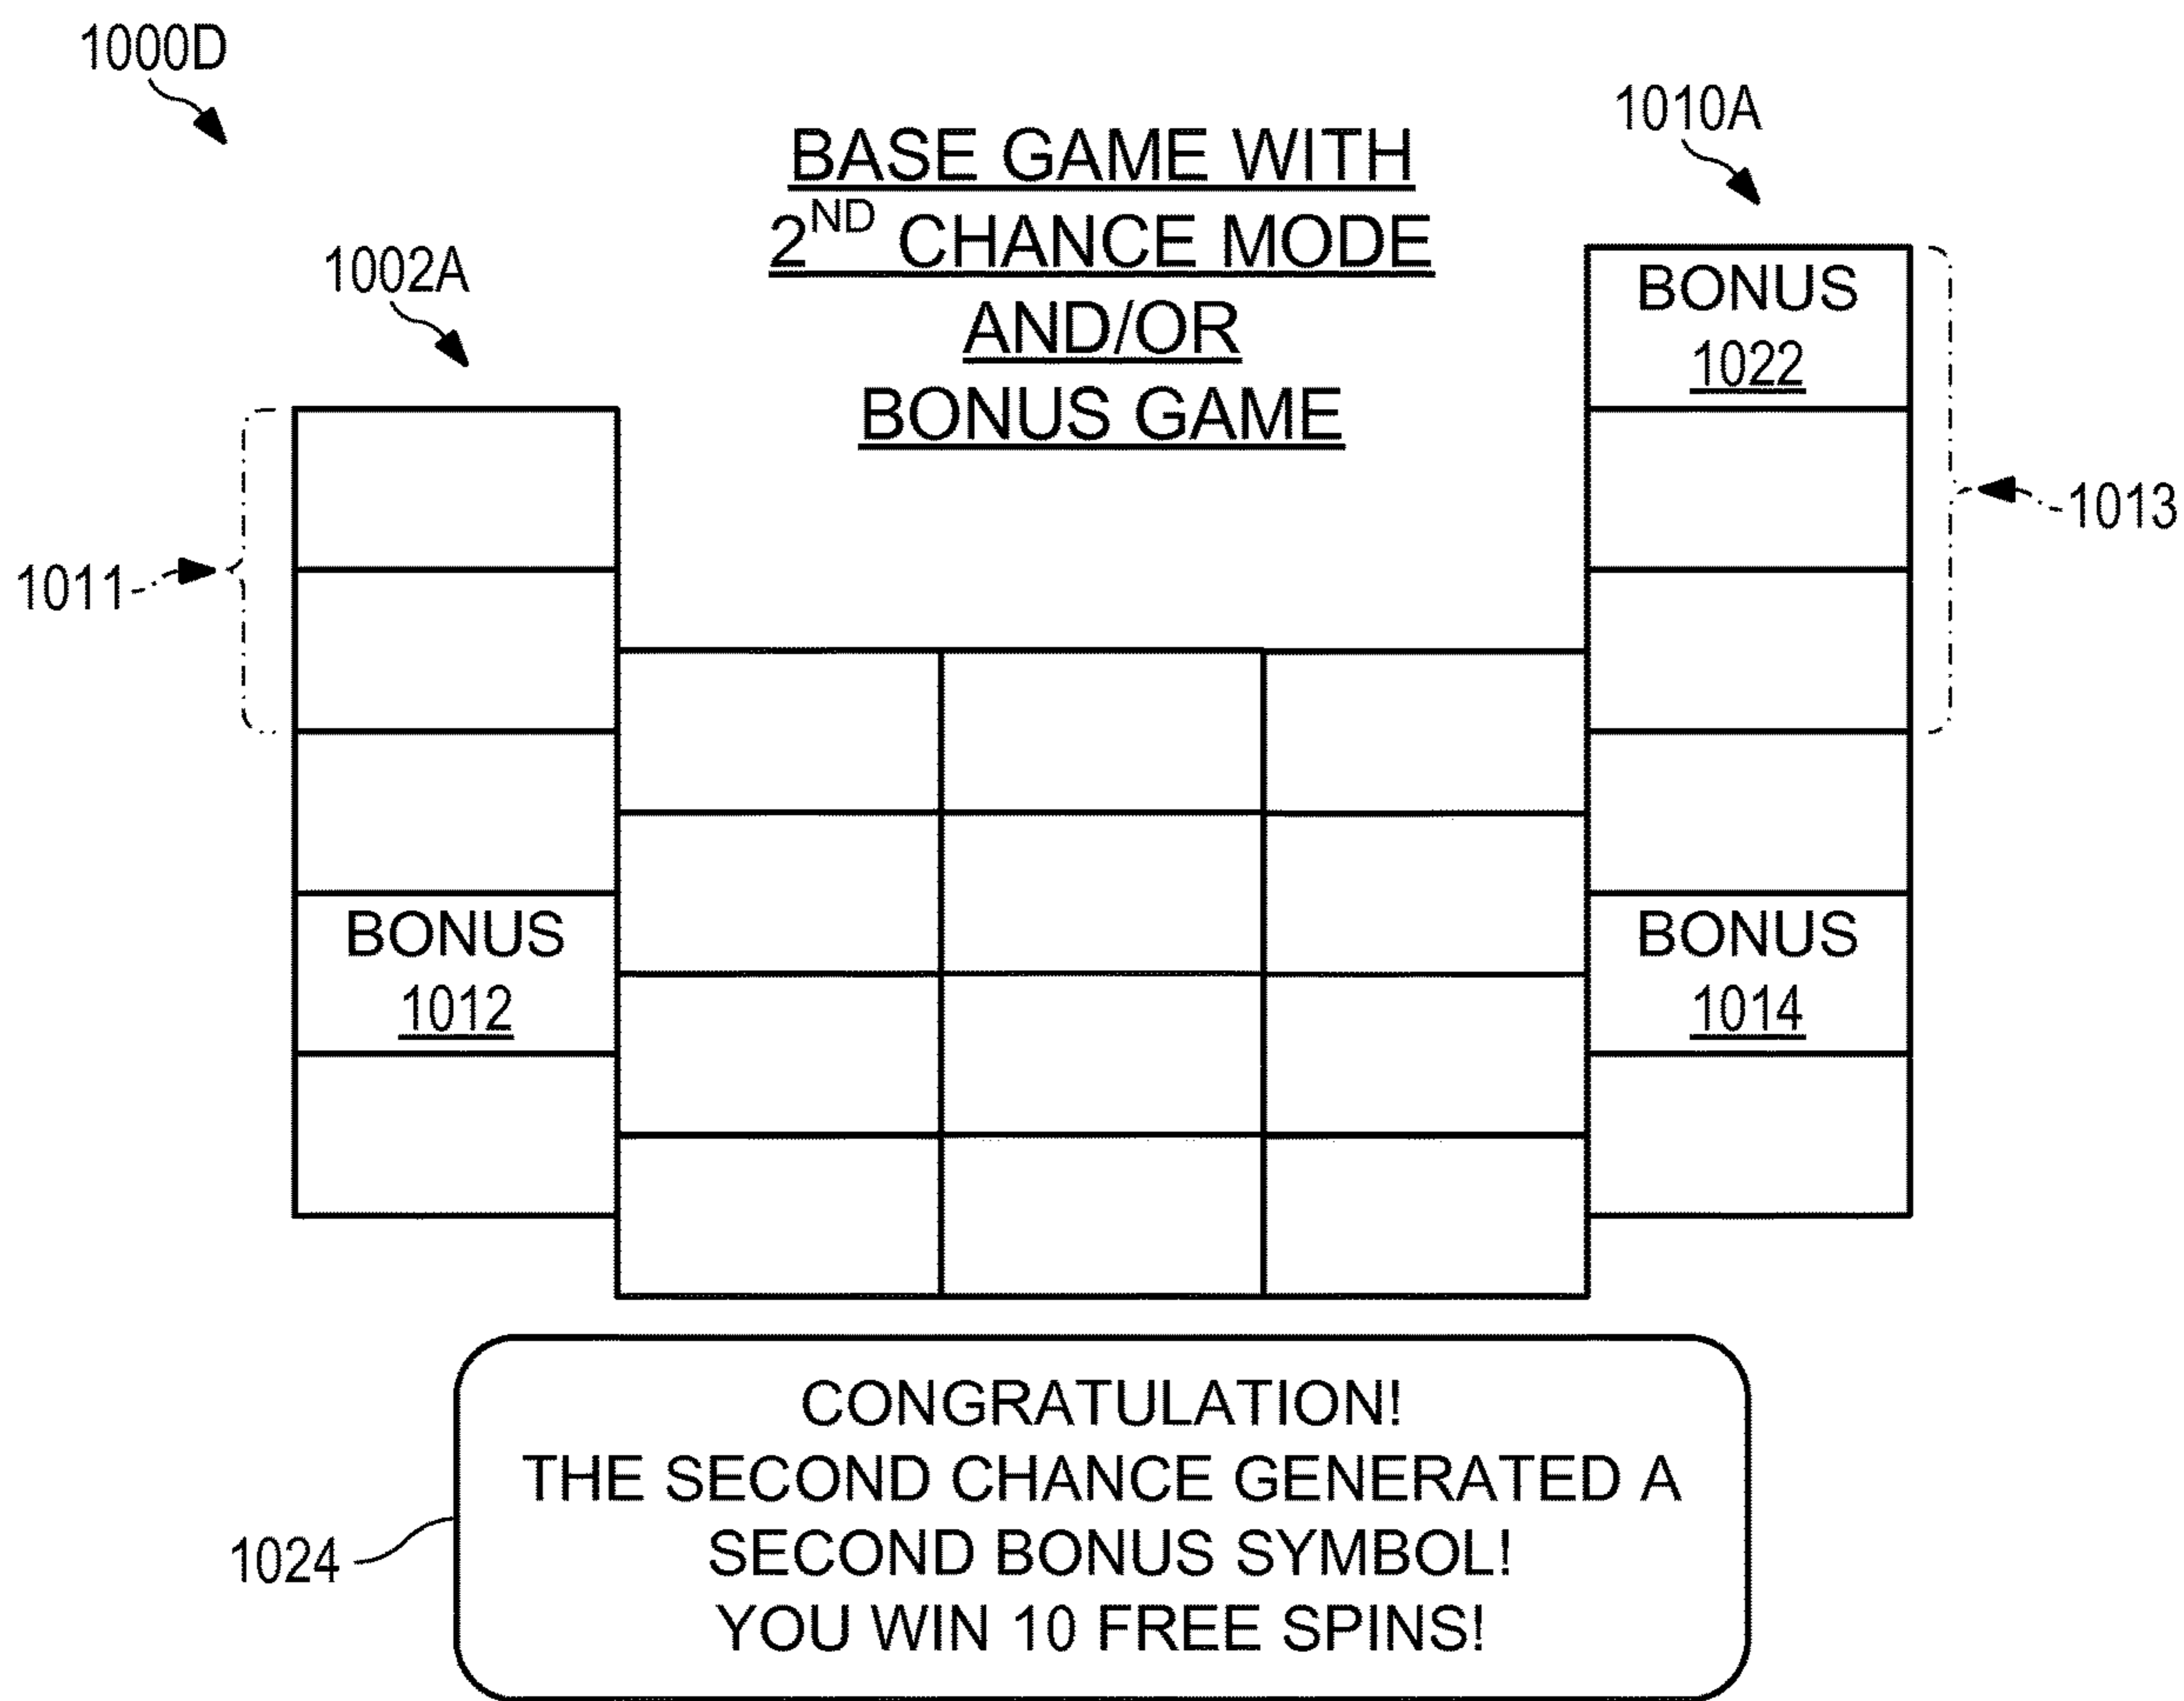 1000D
1010A
BASE GAME WITH
2ND CHANCE MODE
AND/OR
BONUS GAME
1002A
BONUS
1022
1013
1011
BONUS
1012
BONUS
1014
CONGRATULATION!
THE SECOND CHANCE GENERATED A
SECOND BONUS SYMBOL!
YOU WIN 10 FREE SPINS!
1024